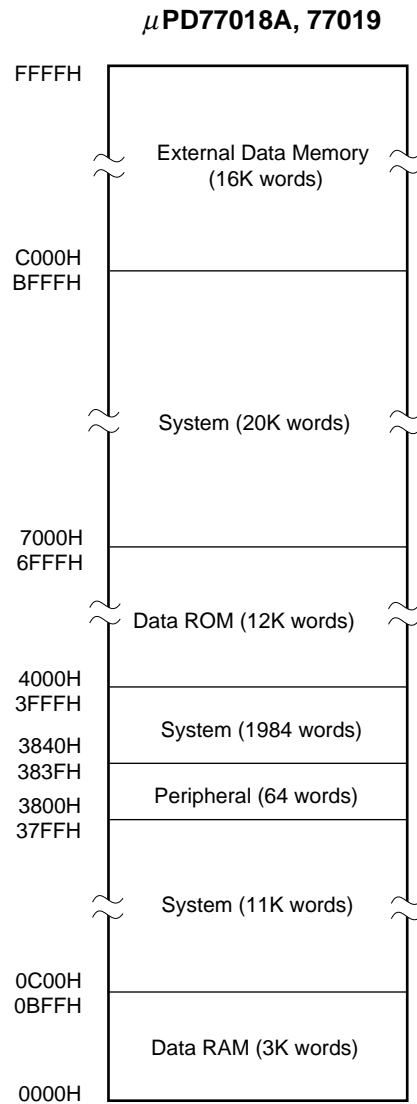 μPD77018A, 77019
FFFFH
External Data Memory
(16K words)
C000H
BFFFH
System (20K words)
7000H
6FFFH
Data ROM (12K words)
4000H
3FFFH
System (1984 words)
3840H
383FH
Peripheral (64 words)
3800H
37FFH
System (11K words)
0C00H
0BFFH
Data RAM (3K words)
0000H